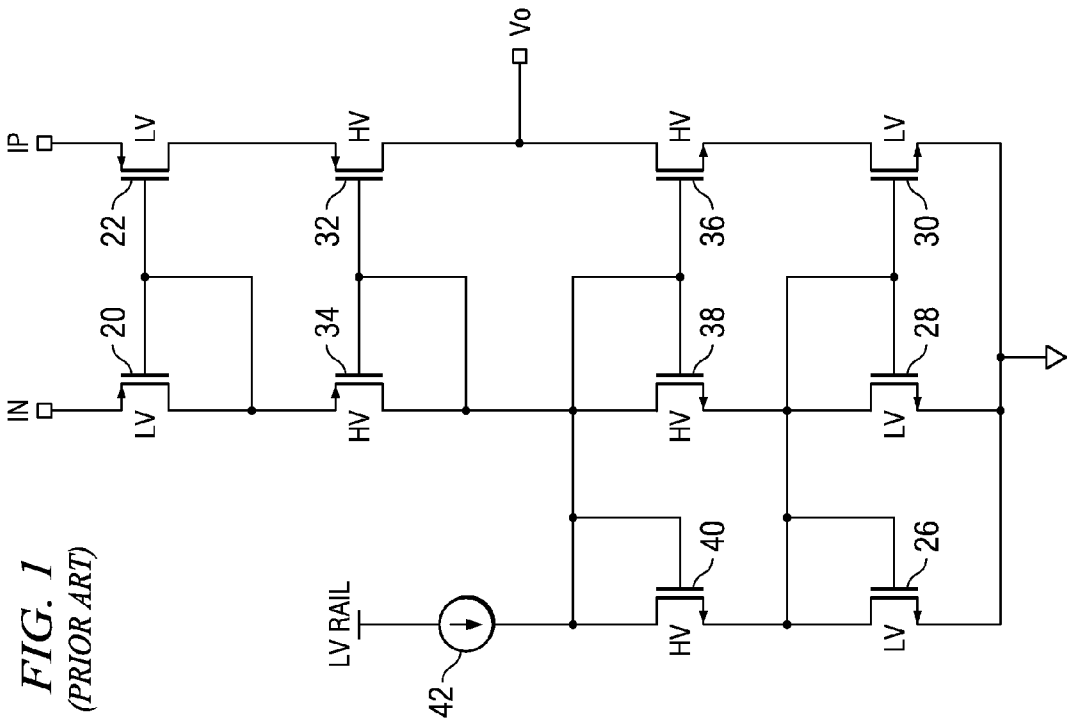 FIG. 1
(PRIOR ART)
IN
IP
20
22
LV
LV
34
32
HV
HV
Vo
LV RAIL
42
40
38
36
HV
HV
HV
26
28
30
LV
LV
LV